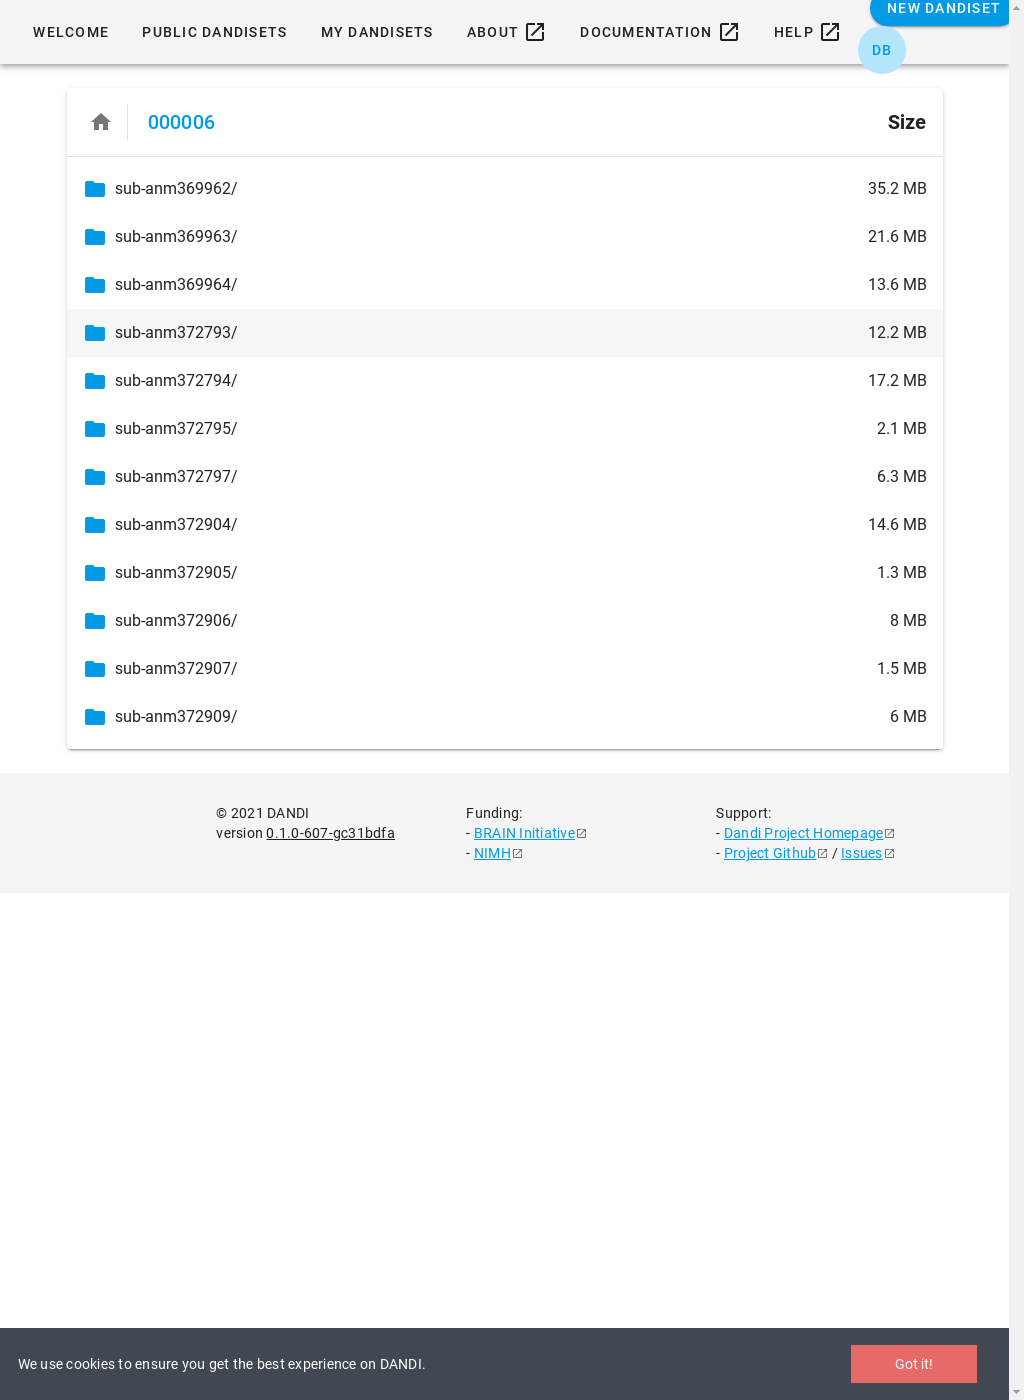 WELCOME PUBLIC DANDISETS MY DANDISETS ABOUT DOCUMENTATION HELP NEW DANDISET
DB
000006 Size
sub-anm369962/ 35.2 MB
sub-anm369963/ 21.6 MB
sub-anm369964/ 13.6 MB
sub-anm372793/ 12.2 MB
sub-anm372794/ 17.2 MB
sub-anm372795/ 2.1 MB
sub-anm372797/ 6.3 MB
sub-anm372904/ 14.6 MB
sub-anm372905/ 1.3 MB
sub-anm372906/ 8 MB
sub-anm372907/ 1.5 MB
sub-anm372909/ 6 MB
© 2021 DANDI
version 0.1.0-607-gc31bdfa
Funding:
- BRAIN Initiative
- NIMH
Support:
- Dandi Project Homepage
- Project Github / Issues
We use cookies to ensure you get the best experience on DANDI. Got it!